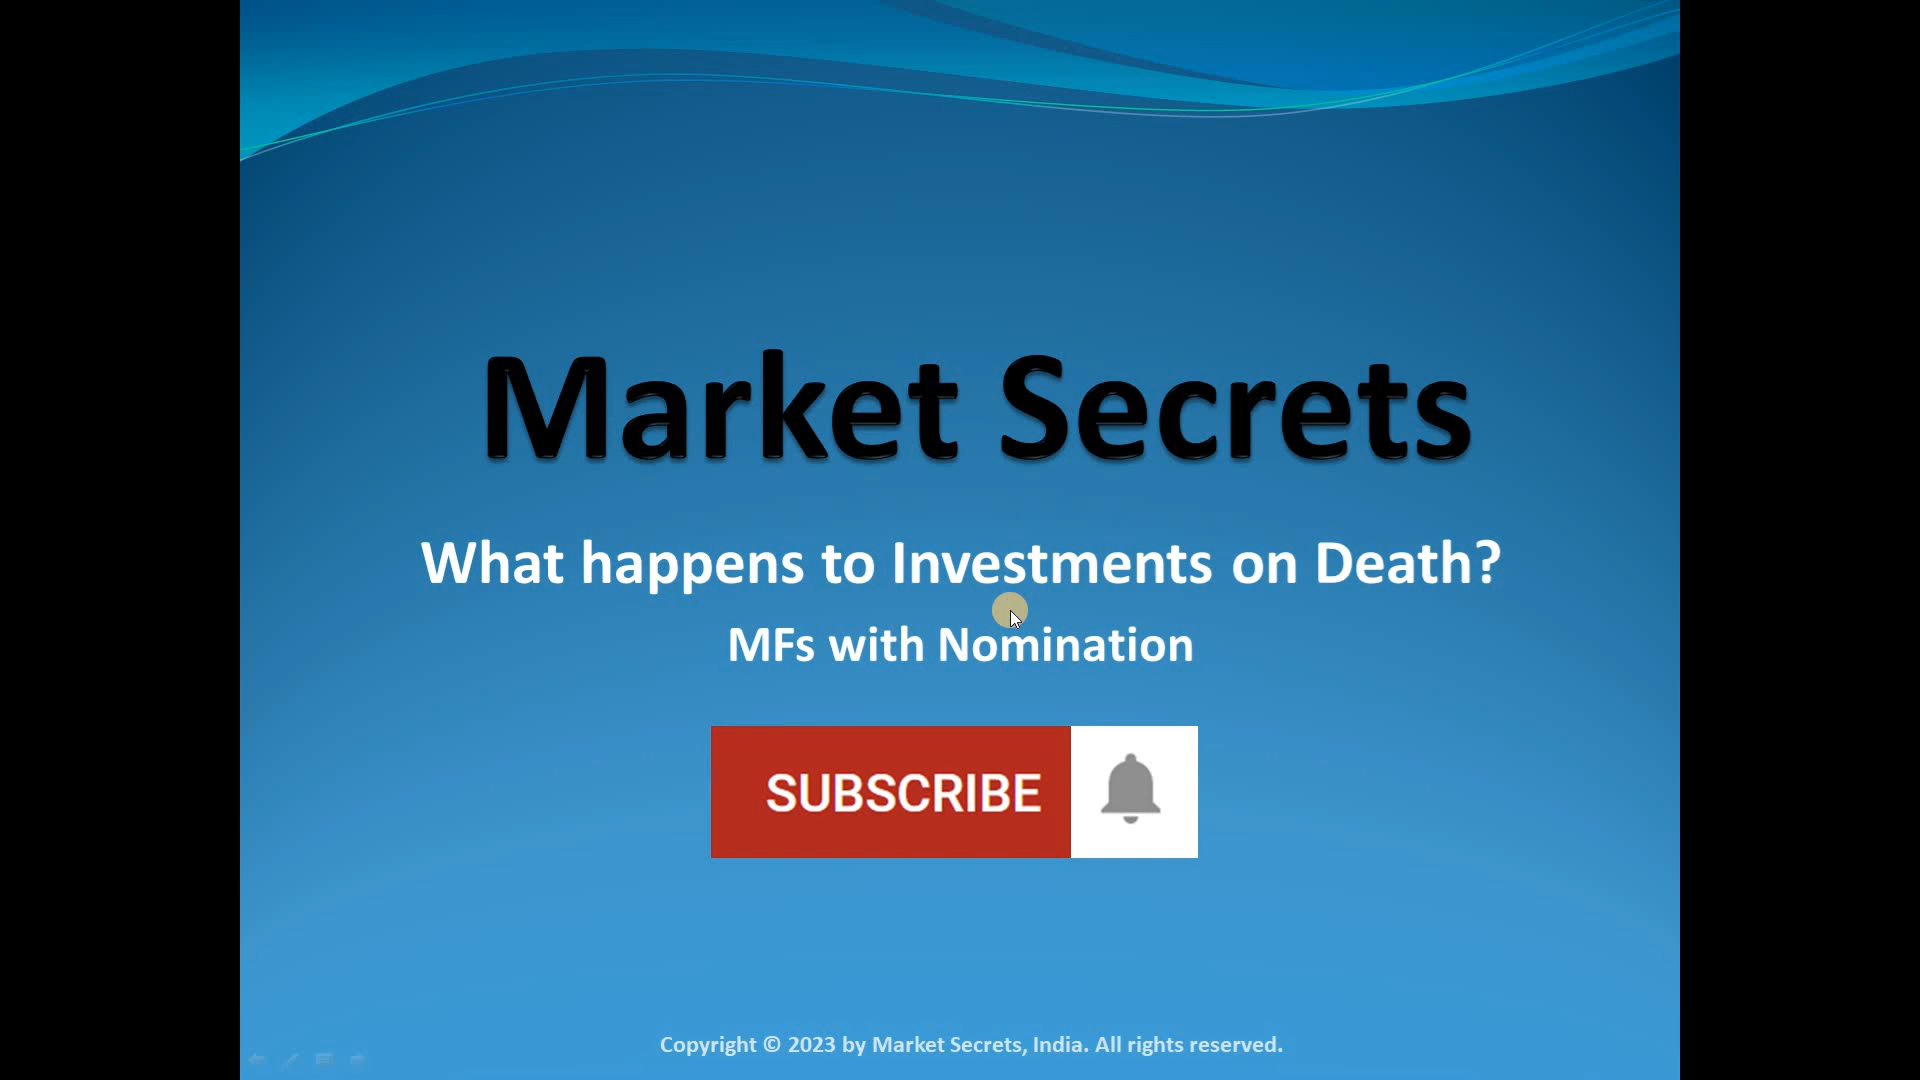 Market Secrets
What happens to Investments on Death?
MFs with Nomination
SUBSCRIBE
Copyright © 2023 by Market Secrets, India. All rights reserved.